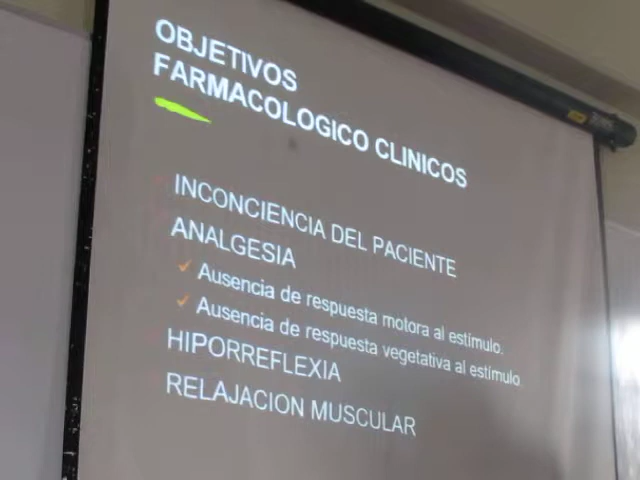 OBJETIVOS
FARMACOLOGICO CLINICOS
INCONCIENCIA DEL PACIENTE
ANALGESIA
Ausencia de respuesta motora al estímulo.
Ausencia de respuesta vegetativa al estímulo
HIPORREFLEXIA
RELAJACION MUSCULAR